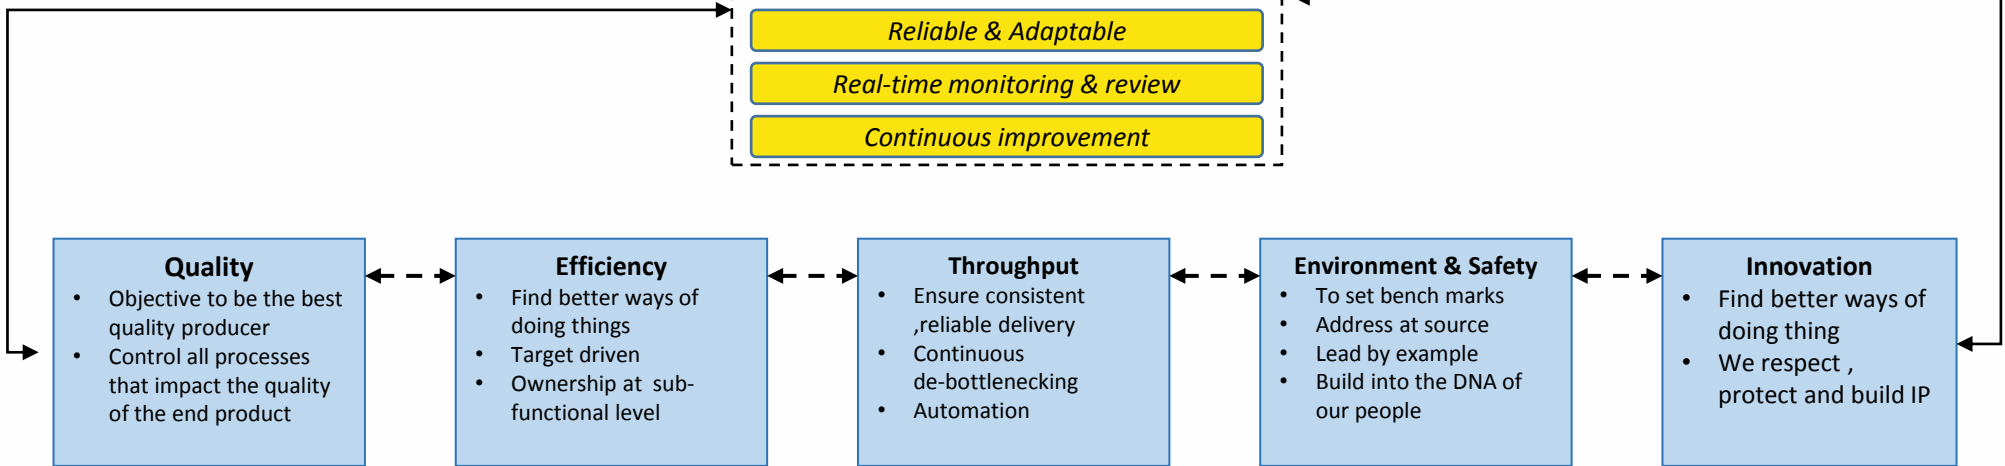 Reliable & Adaptable
Real-time monitoring & review
Continuous improvement
Quality
• Objective to be the best
quality producer
• Control all processes
that impact the quality
of the end product
Efficiency
• Find better ways of
doing things
• Target driven
• Ownership at sub-
functional level
Throughput
• Ensure consistent
,reliable delivery
• Continuous
de-bottlenecking
• Automation
Environment & Safety
• To set bench marks
• Address at source
• Lead by example
• Build into the DNA of
our people
Innovation
• Find better ways of
doing thing
• We respect ,
protect and build IP